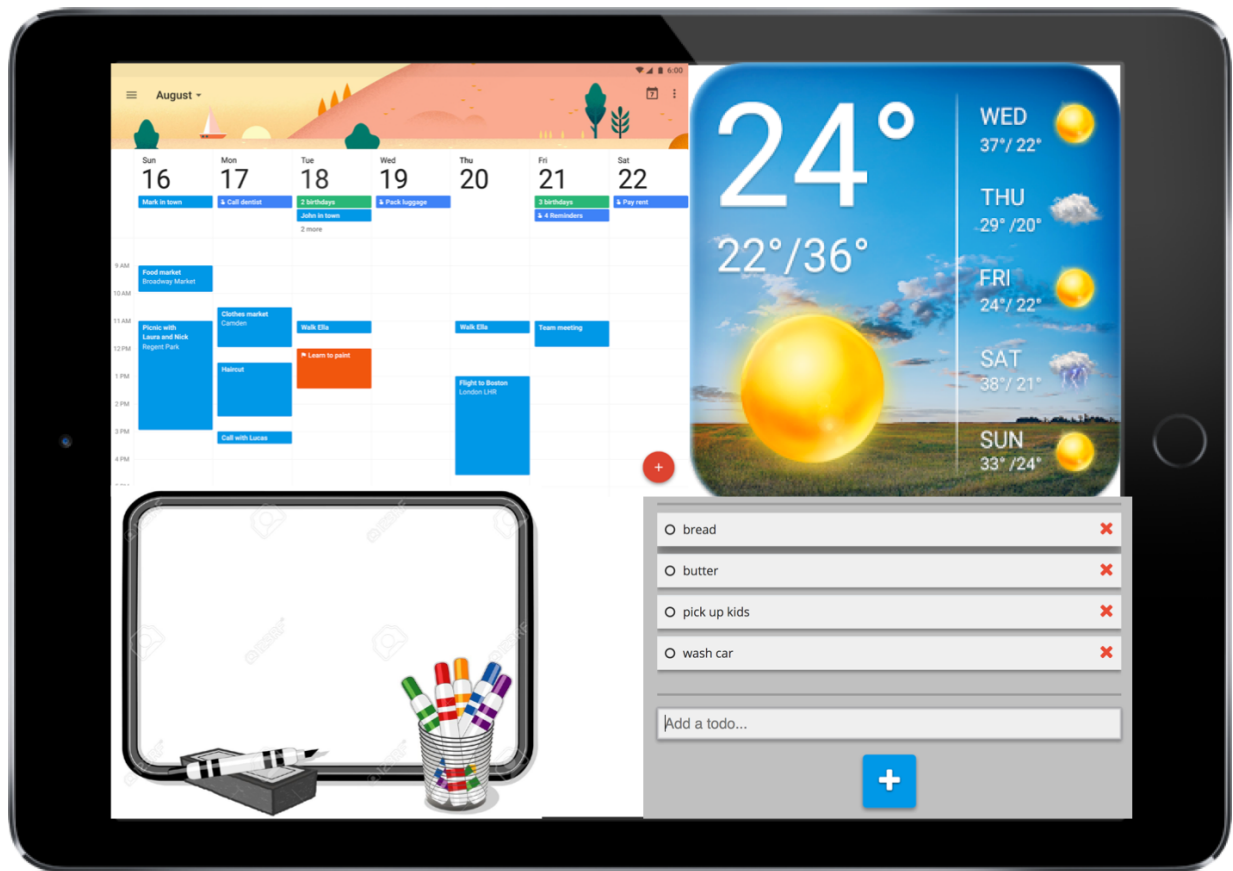 6:00
August
7
Sun
16
Mon
17
Tue
18
Wed
19
Thu
20
Fri
21
Sat
22
Mark in town
Call dentist
2 birthdays
Pack luggage
3 birthdays
Pay rent
John in town
4 Reminders
2 more
9 AM
Food market
Broadway Market
10 AM
Clothes market
Camden
11 AM
Picnic with
Laura and Nick
Regent Park
Walk Ella
Walk Ella
Team meeting
12 PM
Learn to paint
Haircut
1 PM
Flight to Boston
London LHR
2 PM
3 PM
Call with Lucas
4 PM
24°
22°/36°
WED
37°/ 22°
THU
29° /20°
FRI
24°/ 22°
SAT
38°/ 21°
SUN
33° /24°
bread
butter
pick up kids
wash car
Add a todo...